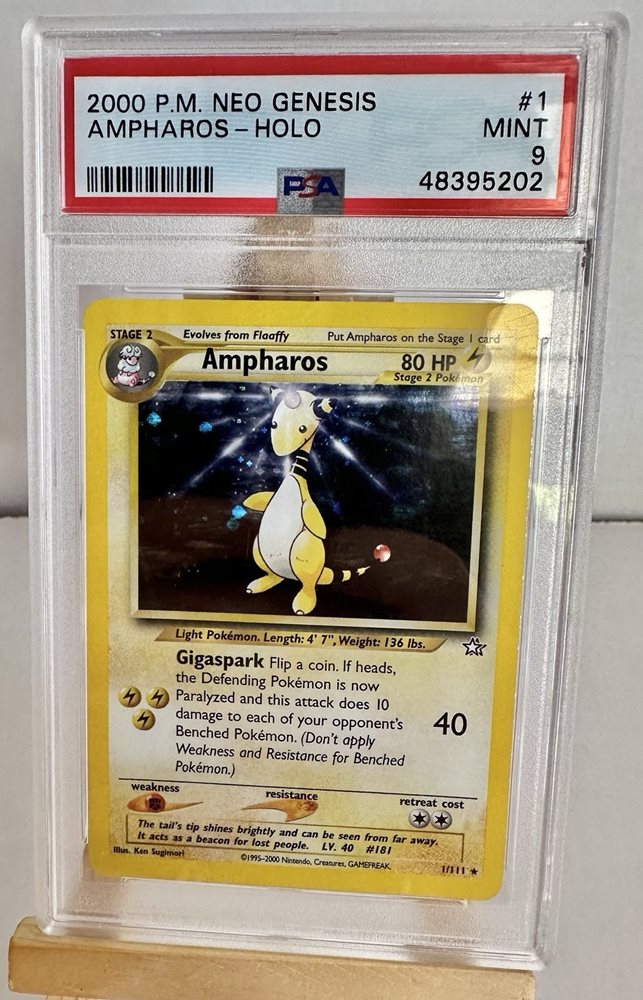 2000 P.M. NEO GENESIS #1
AMPHAROS – HOLO MINT
9
PSA 48395202
STAGE 2 Evolves from Flaaffy Put Ampharos on the Stage 1 card
Ampharos 80 HP
Stage 2 Pokémon
Light Pokémon. Length: 4' 7", Weight: 136 lbs.
Gigaspark Flip a coin. If heads,
the Defending Pokémon is now
Paralyzed and this attack does 10
damage to each of your opponent's 40
Benched Pokémon. (Don't apply
Weakness and Resistance for Benched
Pokémon.)
weakness resistance retreat cost
The tail's tip shines brightly and can be seen from far away.
It acts as a beacon for lost people. LV. 40 #181
Illus. Ken Sugimori ©1995–2000 Nintendo, Creatures, GAMEFREAK. 1/111 ★